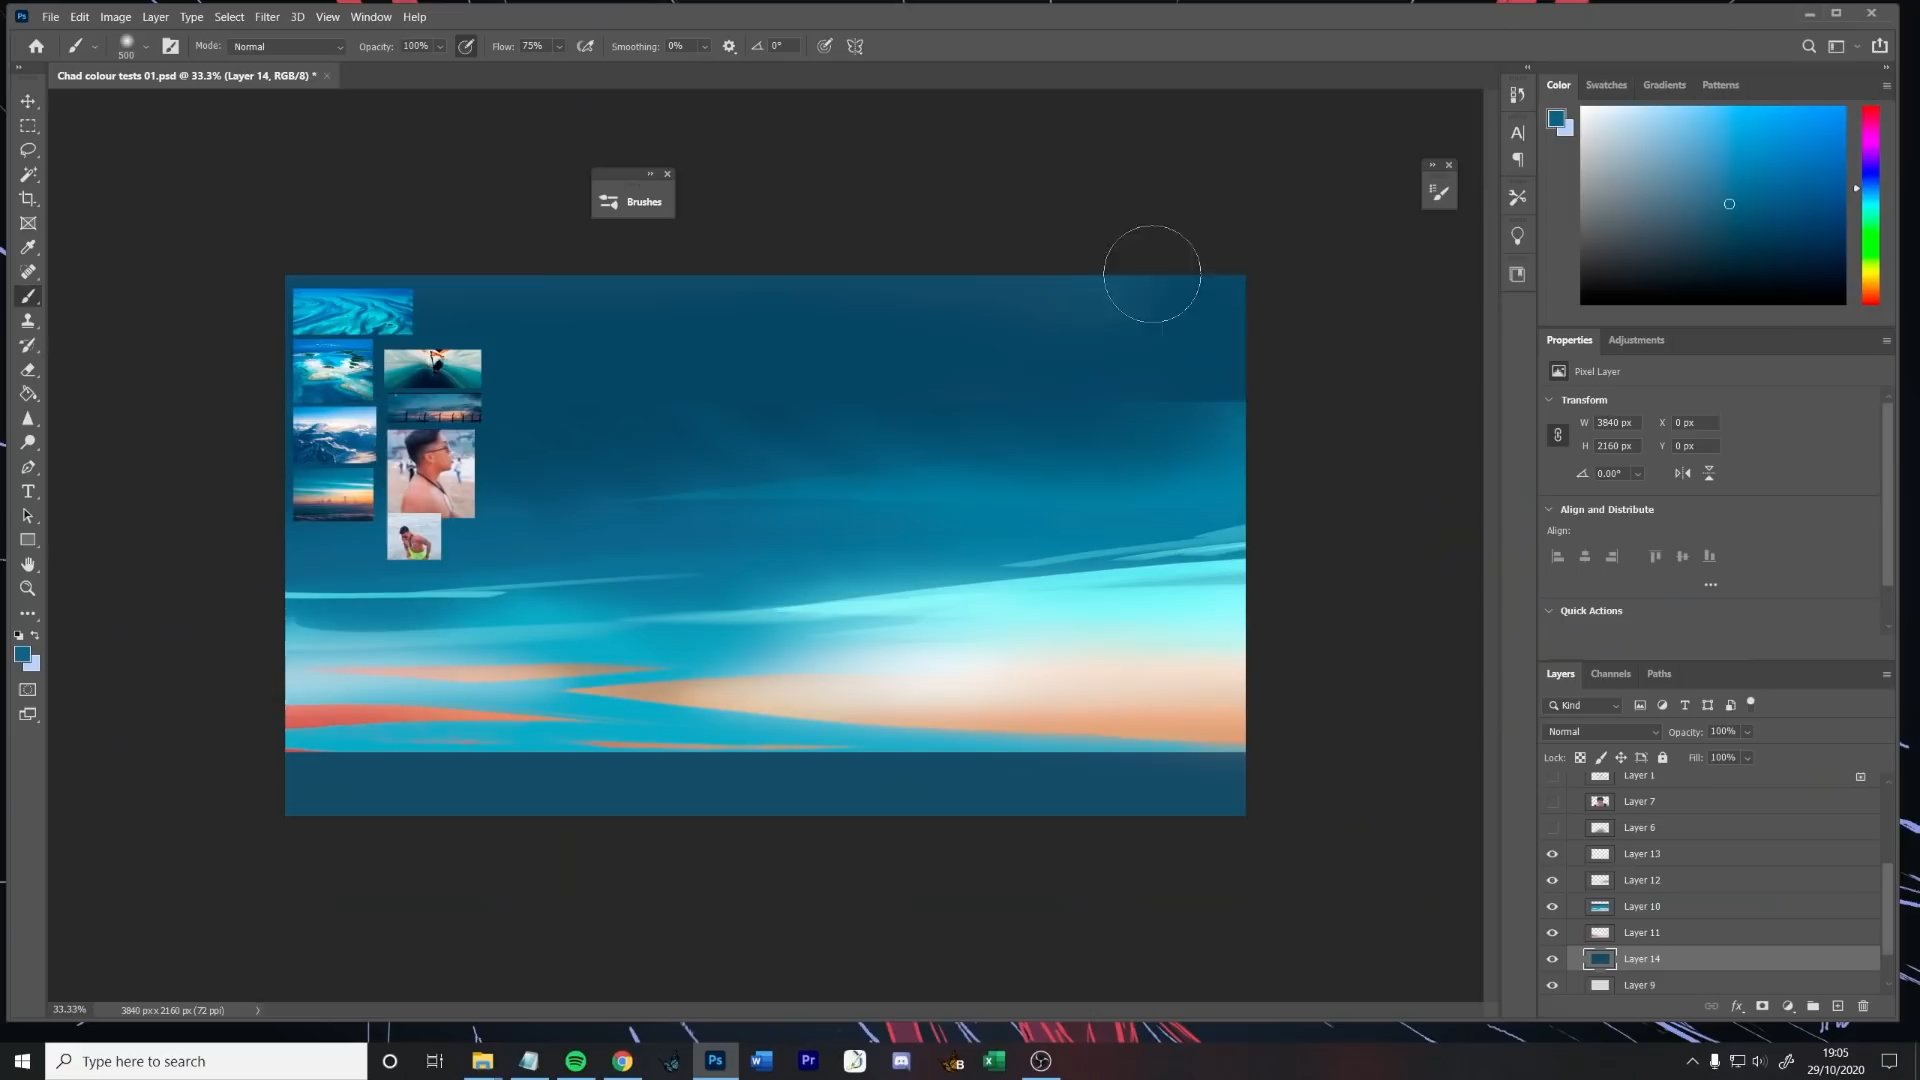 Ps File Edit Image Layer Type Select Filter 3D View Window Help
500 Mode: Normal Opacity: 100% Flow: 75% Smoothing: 0% 0°
Chad colour tests 01.psd @ 33.3% (Layer 14, RGB/8) *
Brushes
Color Swatches Gradients Patterns
Properties Adjustments
Pixel Layer
Transform
W 3840 px X 0 px
H 2160 px Y 0 px
0.00°
Align and Distribute
Align:
Quick Actions
Layers Channels Paths
Kind
Normal Opacity: 100%
Lock: Fill: 100%
Layer 1
Layer 7
Layer 6
Layer 13
Layer 12
Layer 10
Layer 11
Layer 14
Layer 9
33.33% 3840 px x 2160 px (72 ppi)
Type here to search
Ps
Pr
B
19:05
29/10/2020